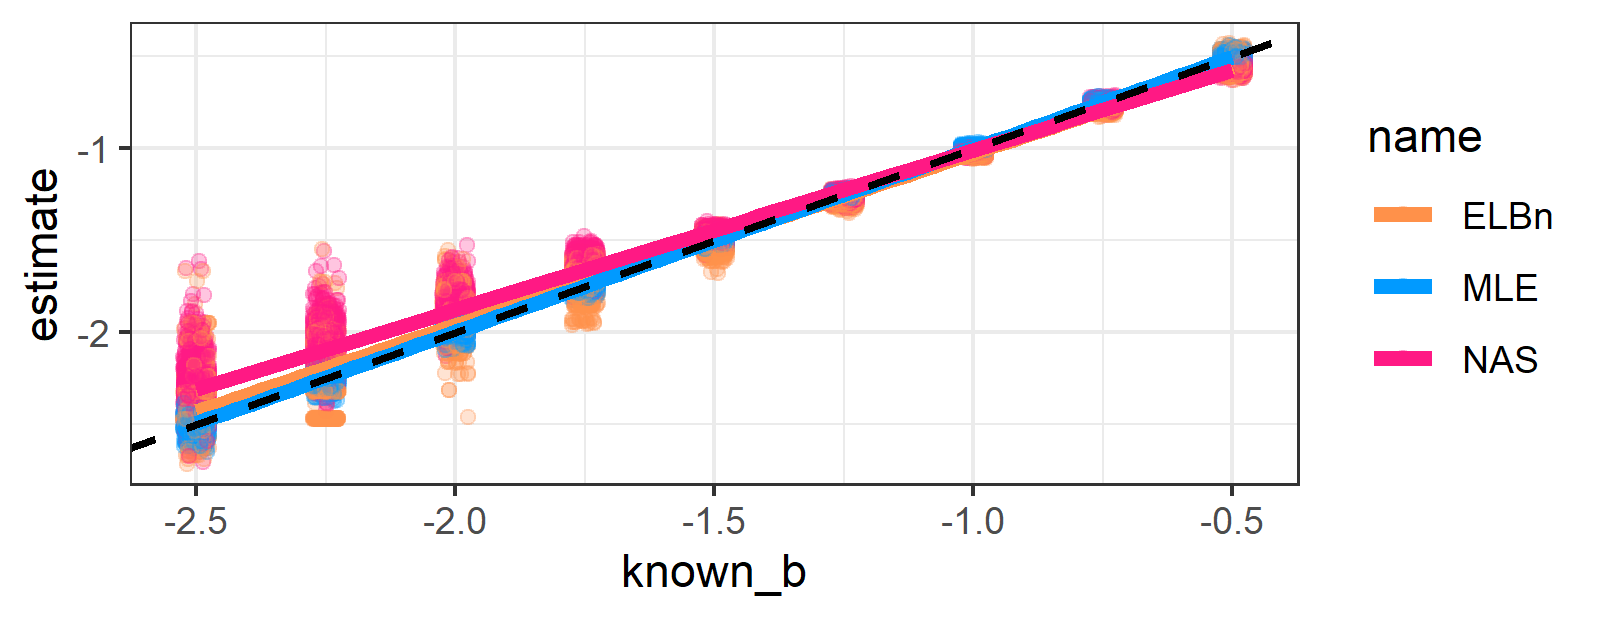 estimate
-1
-2
-2.5
-2.0
-1.5
-1.0
-0.5
known_b
name
ELBn
MLE
NAS